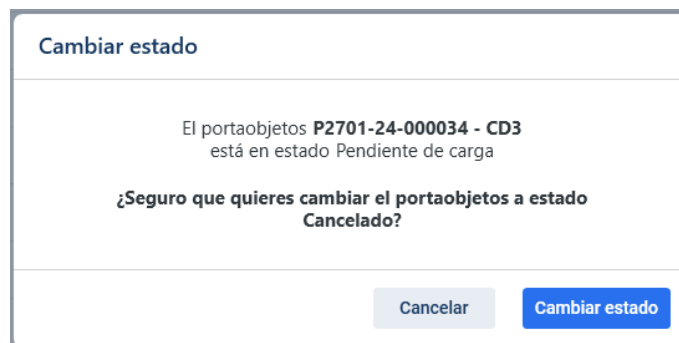 Cambiar estado
El portaobjetos P2701-24-000034 - CD3
está en estado Pendiente de carga
¿Seguro que quieres cambiar el portaobjetos a estado
Cancelado?
Cancelar
Cambiar estado